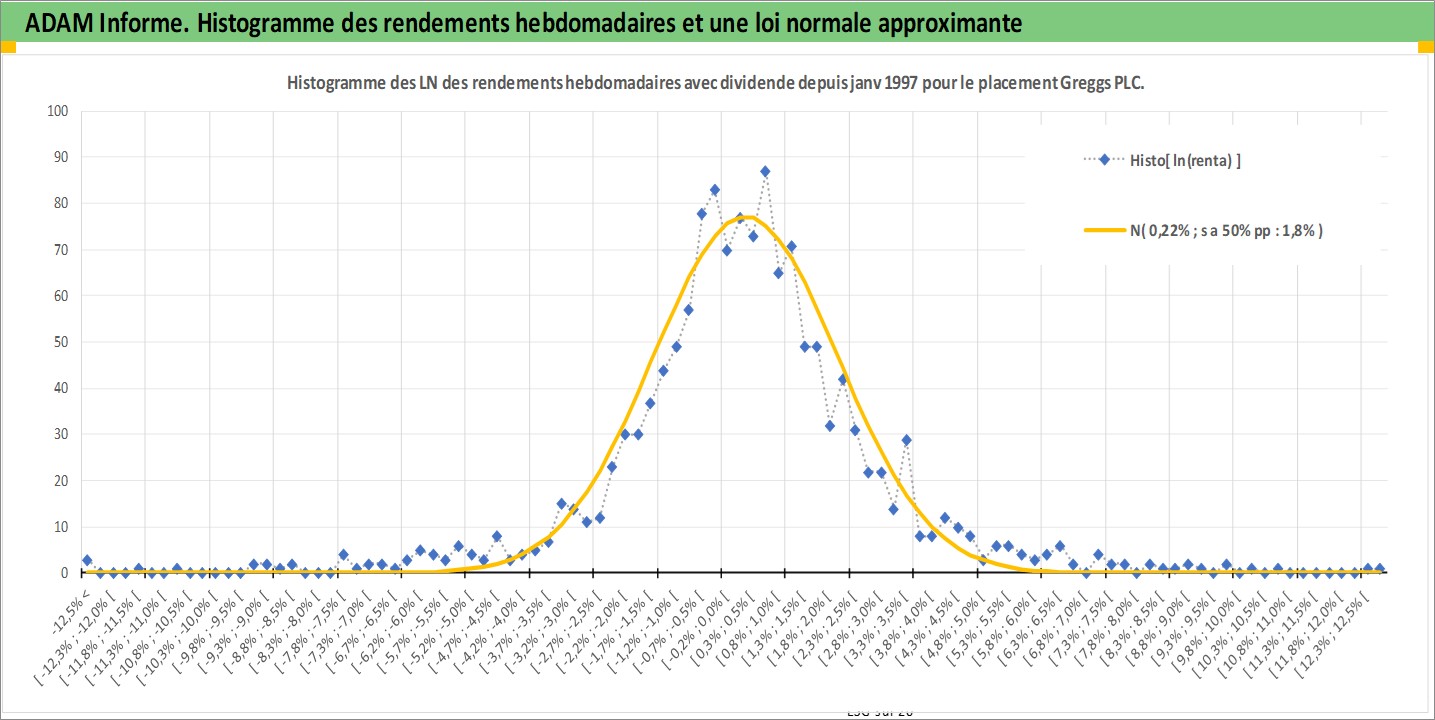 ADAM Informe. Histogramme des rendements hebdomadaires et une loi normale approximante
Histogramme des LN des rendements hebdomadaires avec dividende depuis janv 1997 pour le placement Greggs PLC.
100
90
80
70
60
50
40
30
20
10
0
Histo[ ln(renta) ]
N( 0,22% ; s a 50% pp : 1,8% )
-12,5% <
[ -12,3% ; -12,0% [
[ -11,8% ; -11,5% [
[ -11,3% ; -11,0% [
[ -10,8% ; -10,5% [
[ -10,3% ; -10,0% [
[ -9,8% ; -9,5% [
[ -9,3% ; -9,0% [
[ -8,8% ; -8,5% [
[ -8,3% ; -8,0% [
[ -7,8% ; -7,5% [
[ -7,3% ; -7,0% [
[ -6,7% ; -6,5% [
[ -6,2% ; -6,0% [
[ -5,7% ; -5,5% [
[ -5,2% ; -5,0% [
[ -4,7% ; -4,5% [
[ -4,2% ; -4,0% [
[ -3,7% ; -3,5% [
[ -3,2% ; -3,0% [
[ -2,7% ; -2,5% [
[ -2,2% ; -2,0% [
[ -1,7% ; -1,5% [
[ -1,2% ; -1,0% [
[ -0,7% ; -0,5% [
[ -0,2% ; 0,0% [
[ 0,3% ; 0,5% [
[ 0,8% ; 1,0% [
[ 1,3% ; 1,5% [
[ 1,8% ; 2,0% [
[ 2,3% ; 2,5% [
[ 2,8% ; 3,0% [
[ 3,3% ; 3,5% [
[ 3,8% ; 4,0% [
[ 4,3% ; 4,5% [
[ 4,8% ; 5,0% [
[ 5,3% ; 5,5% [
[ 5,8% ; 6,0% [
[ 6,3% ; 6,5% [
[ 6,8% ; 7,0% [
[ 7,3% ; 7,5% [
[ 7,8% ; 8,0% [
[ 8,3% ; 8,5% [
[ 8,8% ; 9,0% [
[ 9,3% ; 9,5% [
[ 9,8% ; 10,0% [
[ 10,3% ; 10,5% [
[ 10,8% ; 11,0% [
[ 11,3% ; 11,5% [
[ 11,8% ; 12,0% [
[ 12,3% ; 12,5% [